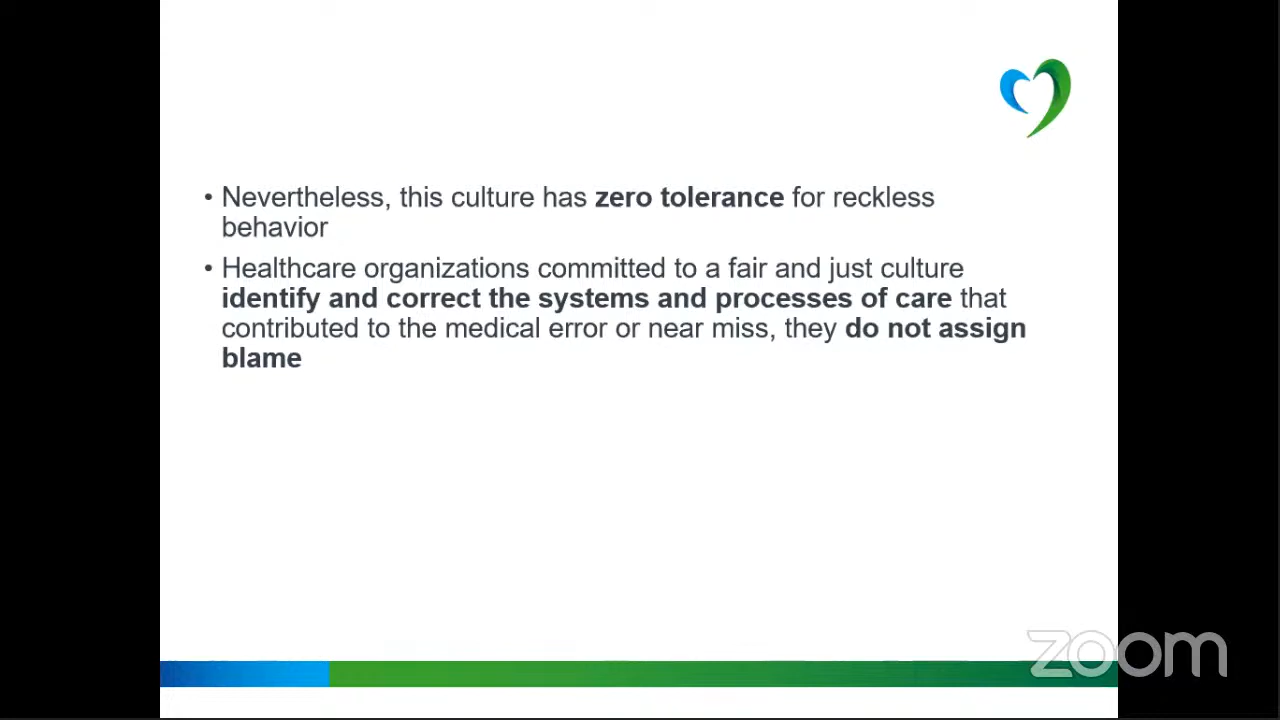 • Nevertheless, this culture has zero tolerance for reckless
behavior
• Healthcare organizations committed to a fair and just culture
identify and correct the systems and processes of care that
contributed to the medical error or near miss, they do not assign
blame
zoom